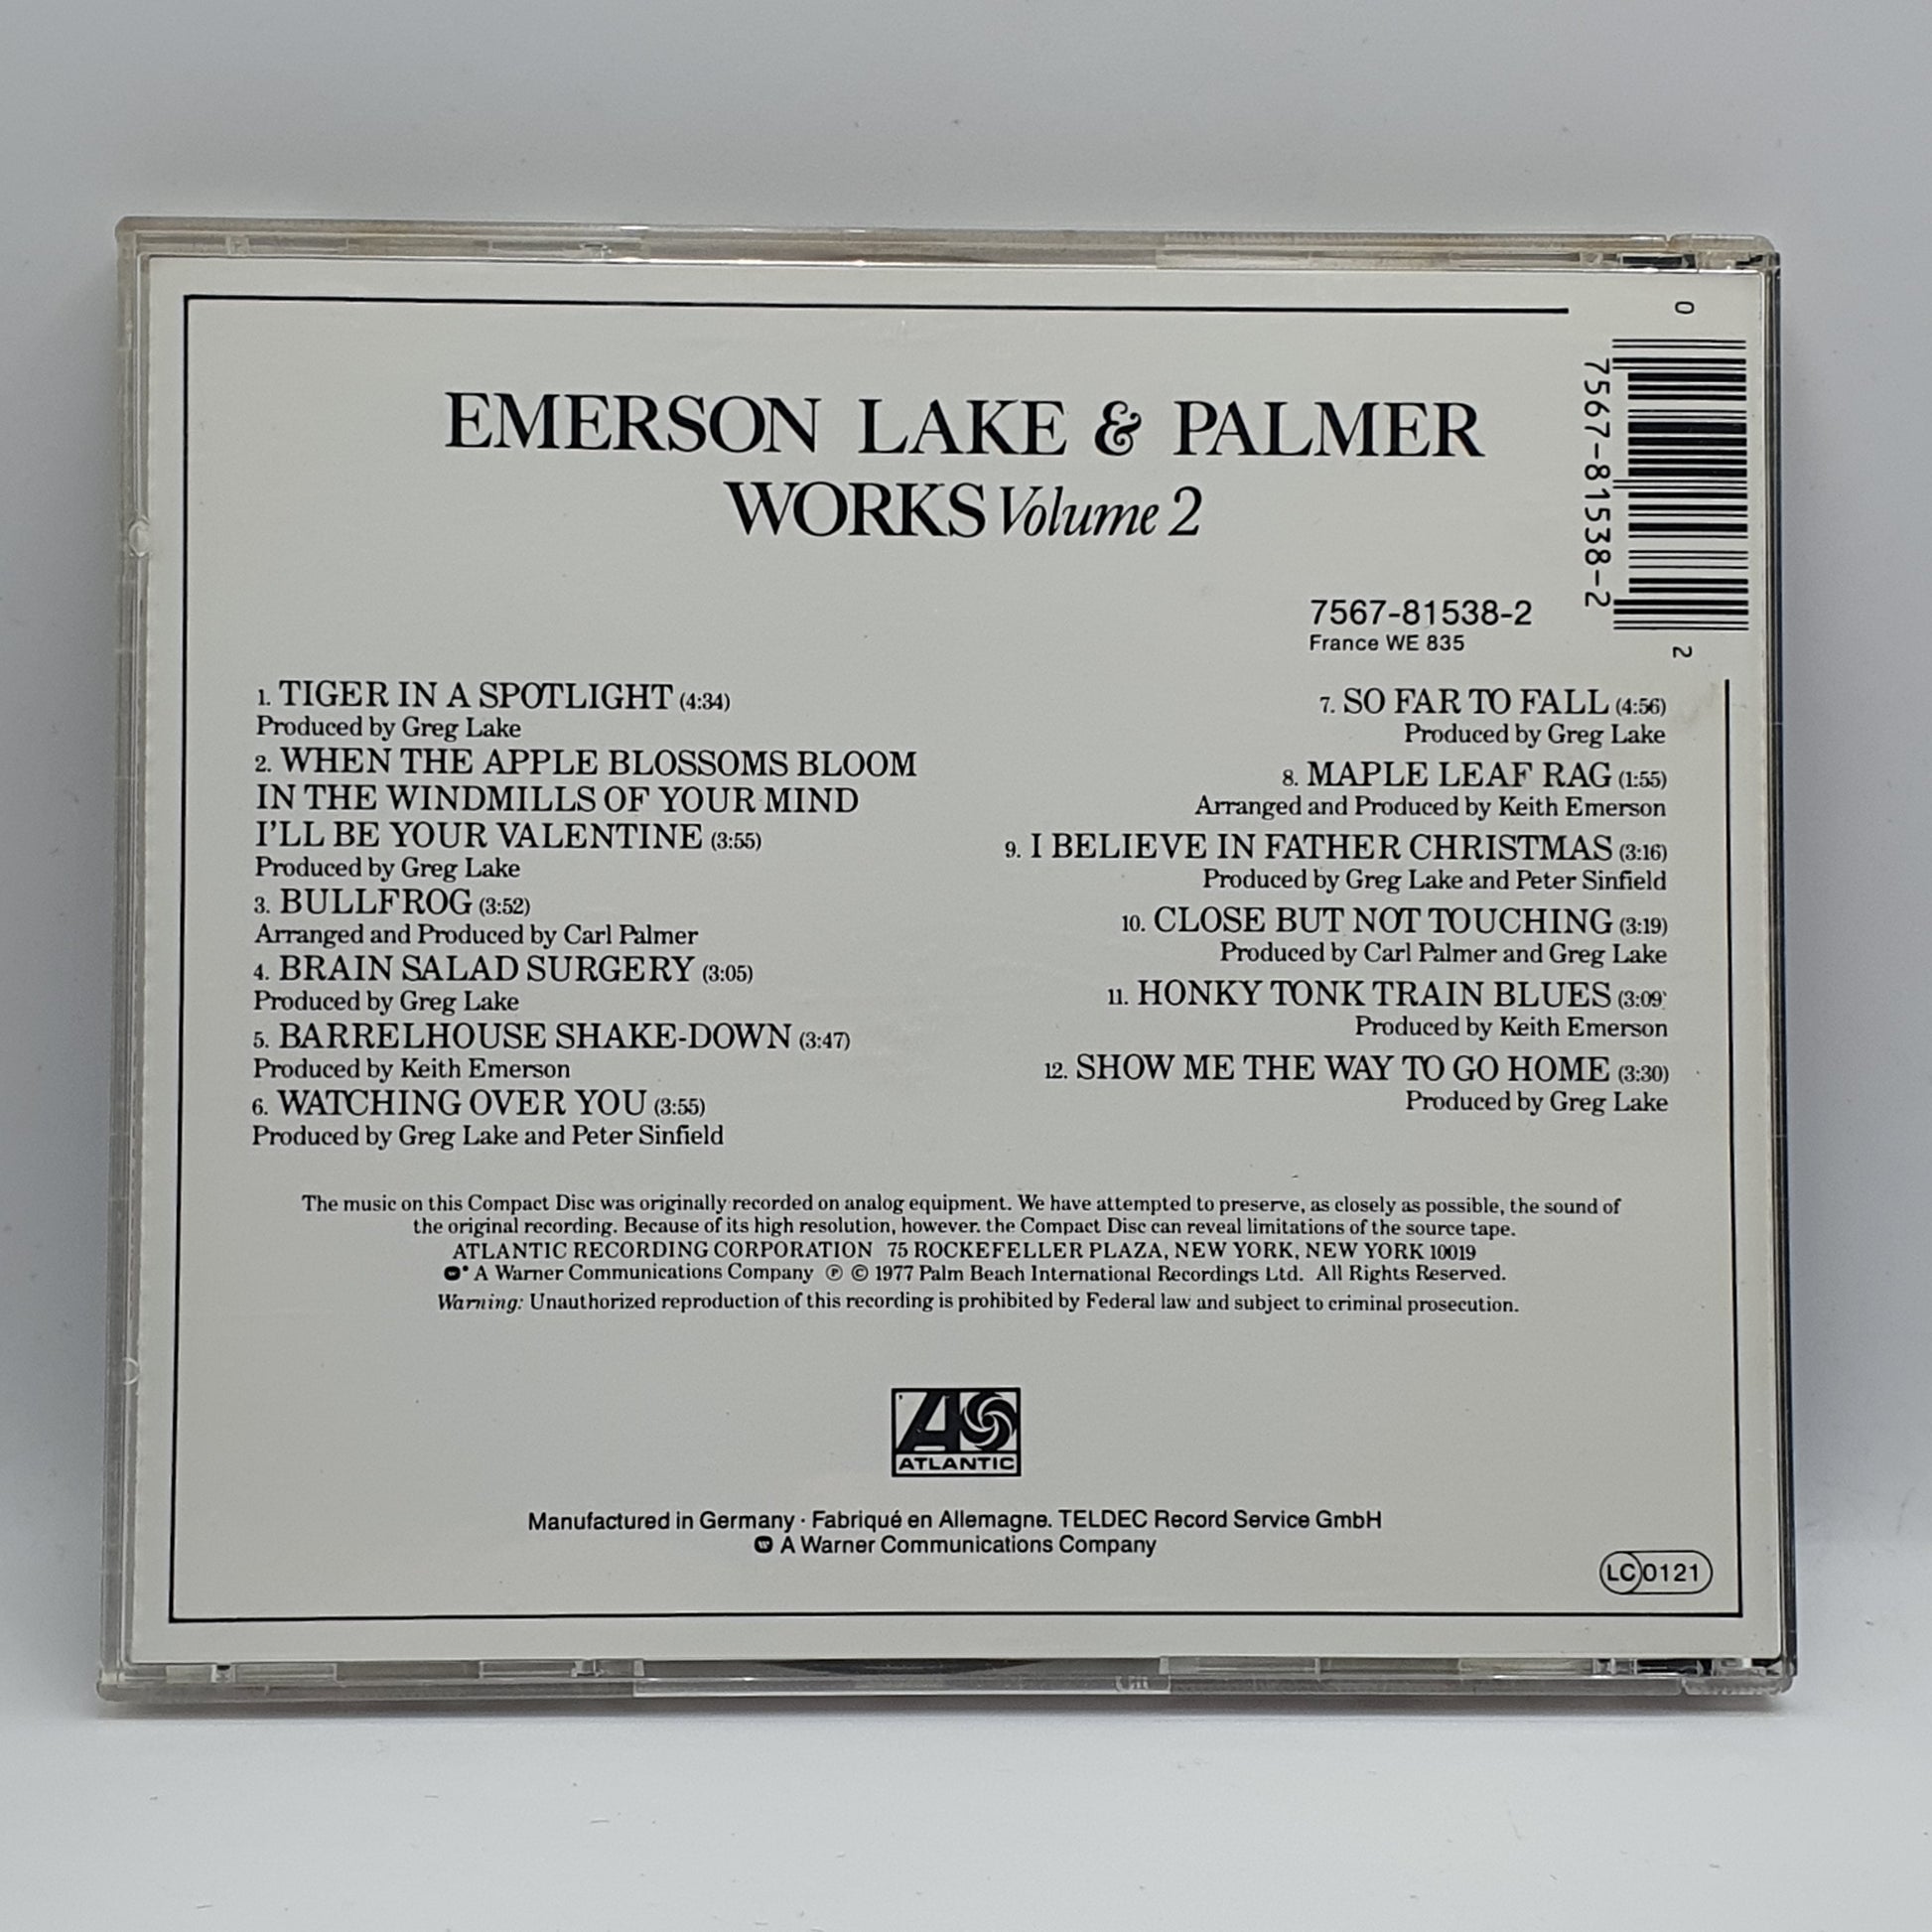 EMERSON LAKE & PALMER
WORKS Volume 2
0
7567-81538-2
2
7567-81538-2
France WE 835
1. TIGER IN A SPOTLIGHT (4:34)
Produced by Greg Lake
2. WHEN THE APPLE BLOSSOMS BLOOM
IN THE WINDMILLS OF YOUR MIND
I'LL BE YOUR VALENTINE (3:55)
Produced by Greg Lake
3. BULLFROG (3:52)
Arranged and Produced by Carl Palmer
4. BRAIN SALAD SURGERY (3:05)
Produced by Greg Lake
5. BARRELHOUSE SHAKE-DOWN (3:47)
Produced by Keith Emerson
6. WATCHING OVER YOU (3:55)
Produced by Greg Lake and Peter Sinfield
7. SO FAR TO FALL (4:56)
Produced by Greg Lake
8. MAPLE LEAF RAG (1:55)
Arranged and Produced by Keith Emerson
9. I BELIEVE IN FATHER CHRISTMAS (3:16)
Produced by Greg Lake and Peter Sinfield
10. CLOSE BUT NOT TOUCHING (3:19)
Produced by Carl Palmer and Greg Lake
11. HONKY TONK TRAIN BLUES (3:09)
Produced by Keith Emerson
12. SHOW ME THE WAY TO GO HOME (3:30)
Produced by Greg Lake
The music on this Compact Disc was originally recorded on analog equipment. We have attempted to preserve, as closely as possible, the sound of
the original recording. Because of its high resolution, however, the Compact Disc can reveal limitations of the source tape.
ATLANTIC RECORDING CORPORATION 75 ROCKEFELLER PLAZA, NEW YORK, NEW YORK 10019
A Warner Communications Company ℗ © 1977 Palm Beach International Recordings Ltd. All Rights Reserved.
Warning: Unauthorized reproduction of this recording is prohibited by Federal law and subject to criminal prosecution.
ATLANTIC
Manufactured in Germany · Fabriqué en Allemagne. TELDEC Record Service GmbH
A Warner Communications Company
LC 0121